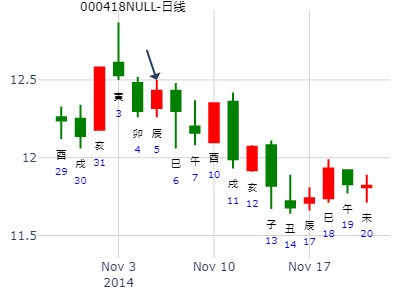 000418NULL-日线
12.5
12
11.5
酉
29
戌
30
亥
31
寅
3
卯
4
辰
5
巳
6
午
7
酉
10
戌
11
亥
12
子
13
丑
14
辰
17
巳
18
午
19
未
20
Nov 3
2014
Nov 10
Nov 17